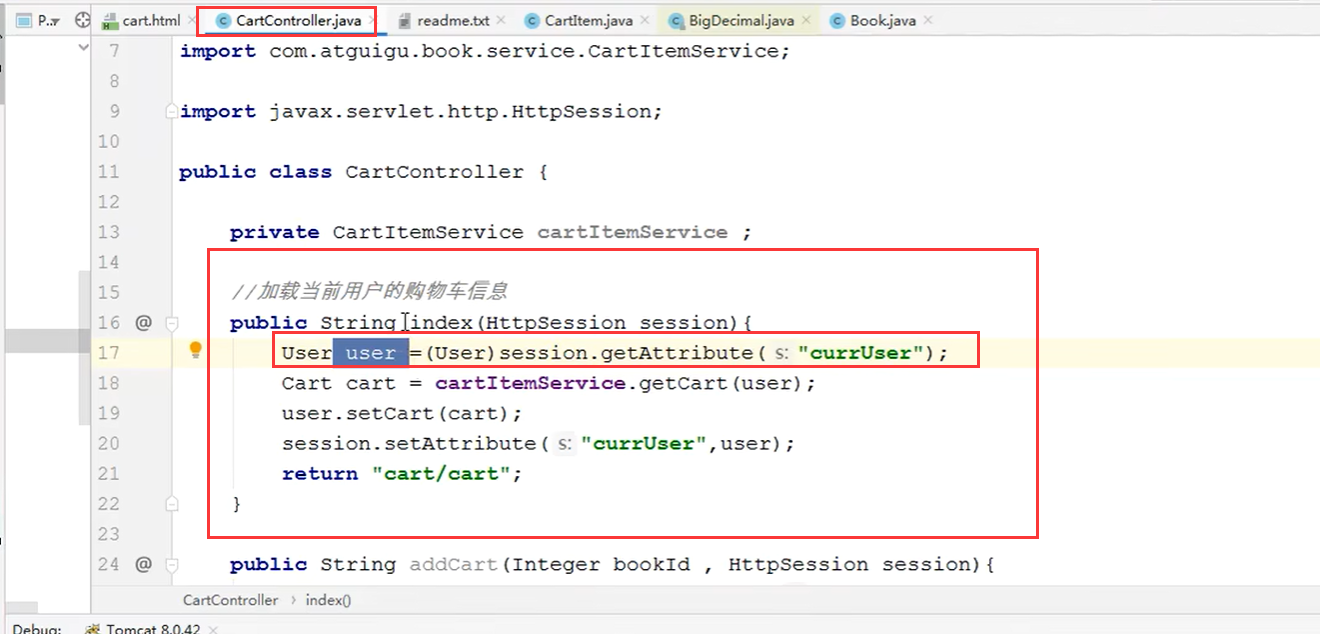 P.. cart.html CartController.java readme.txt CartItem.java BigDecimal.java Book.java
7 import com.atguigu.book.service.CartItemService;
8
9 import javax.servlet.http.HttpSession;
10
11 public class CartController {
12
13 private CartItemService cartItemService ;
14
15 //加载当前用户的购物车信息
16 @ public String index(HttpSession session){
17 User user =(User)session.getAttribute( s: "currUser");
18 Cart cart = cartItemService.getCart(user);
19 user.setCart(cart);
20 session.setAttribute( s: "currUser",user);
21 return "cart/cart";
22 }
23
24 @ public String addCart(Integer bookId , HttpSession session){
CartController › index()
Debug: Tomcat 8.0.42